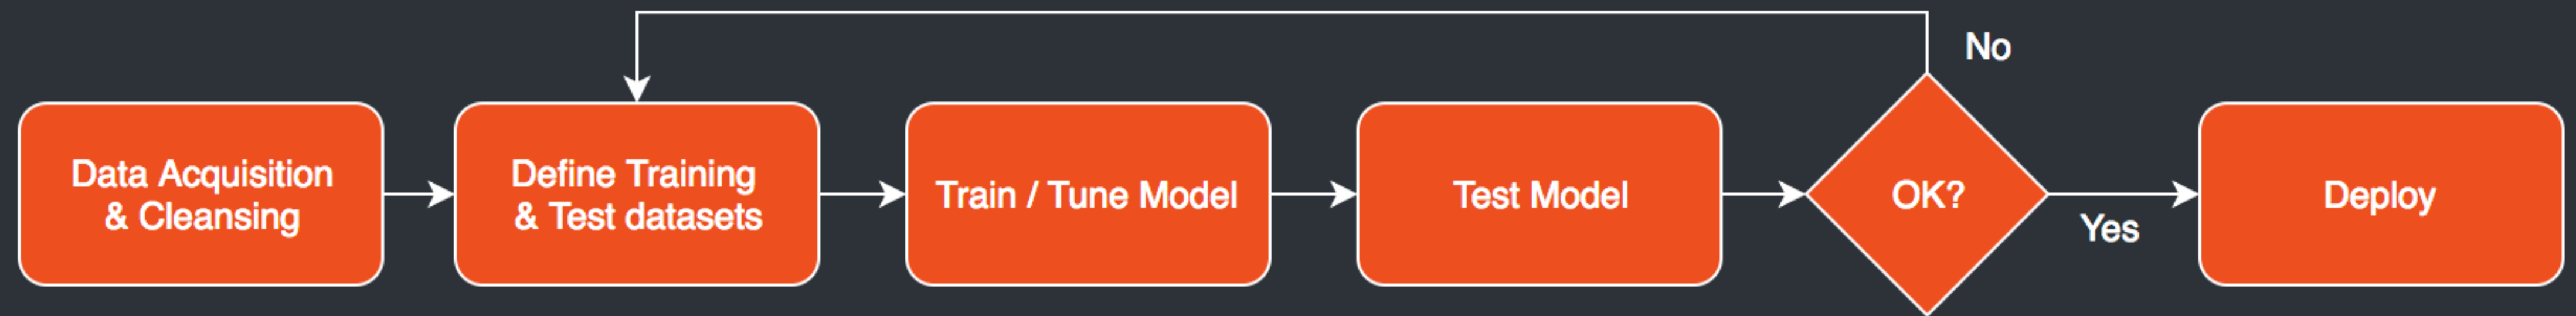 No
Data Acquisition
& Cleansing
Define Training
& Test datasets
Train / Tune Model
Test Model
OK?
Yes
Deploy